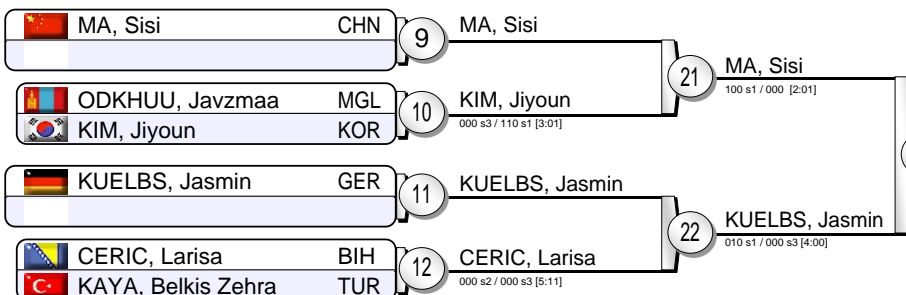 MA, Sisi CHN
9
MA, Sisi
21
MA, Sisi
100 s1 / 000 [2:01]
ODKHUU, Javzmaa MGL
KIM, Jiyoun KOR
10
KIM, Jiyoun
000 s3 / 110 s1 [3:01]
KUELBS, Jasmin GER
11
KUELBS, Jasmin
22
KUELBS, Jasmin
010 s1 / 000 s3 [4:00]
CERIC, Larisa BIH
KAYA, Belkis Zehra TUR
12
CERIC, Larisa
000 s2 / 000 s3 [5:11]